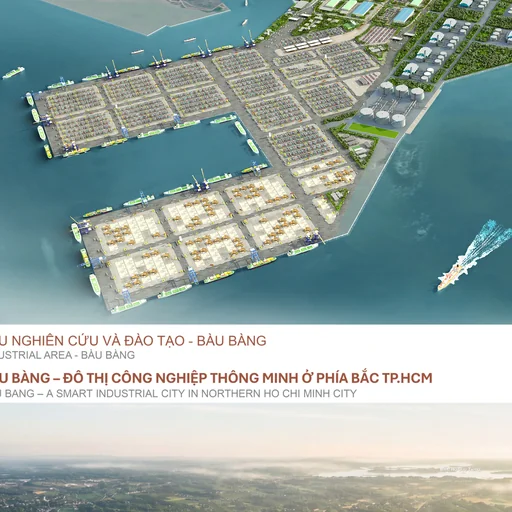 U NGHIÊN CỨU VÀ ĐÀO TẠO - BÀU BÀNG
USTRIAL AREA - BÀU BÀNG
U BÀNG – ĐÔ THỊ CÔNG NGHIỆP THÔNG MINH Ở PHÍA BẮC TP.HCM
U BANG – A SMART INDUSTRIAL CITY IN NORTHERN HO CHI MINH CITY